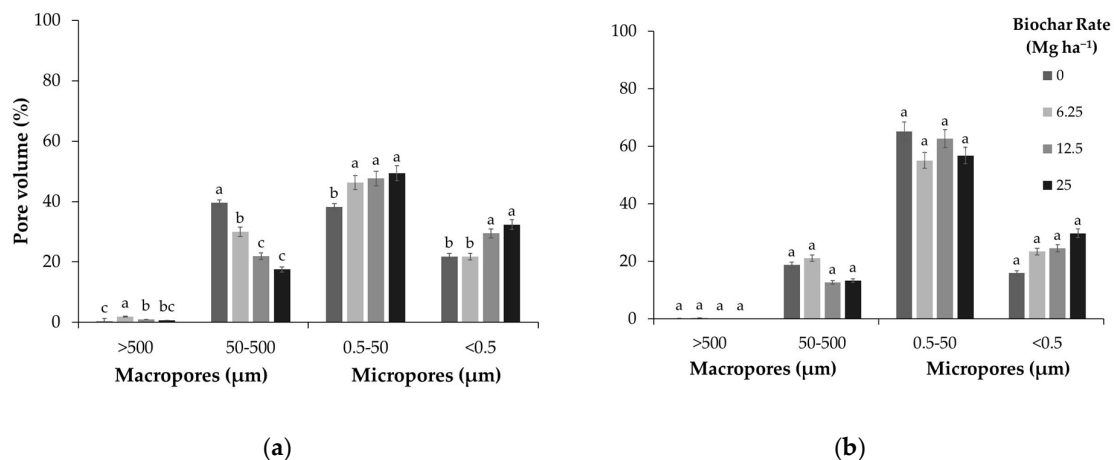 100
80
60
40
20
0
Pore volume (%)
c a b bc
a b c c
b a a a
b b a a
>500 50-500 0.5-50 <0.5
Macropores (µm) Micropores (µm)
(a)
100
80
60
40
20
0
a a a a
a a a a
a a a a
a a a a
>500 50-500 0.5-50 <0.5
Macropores (µm) Micropores (µm)
(b)
Biochar Rate
(Mg ha⁻¹)
0
6.25
12.5
25